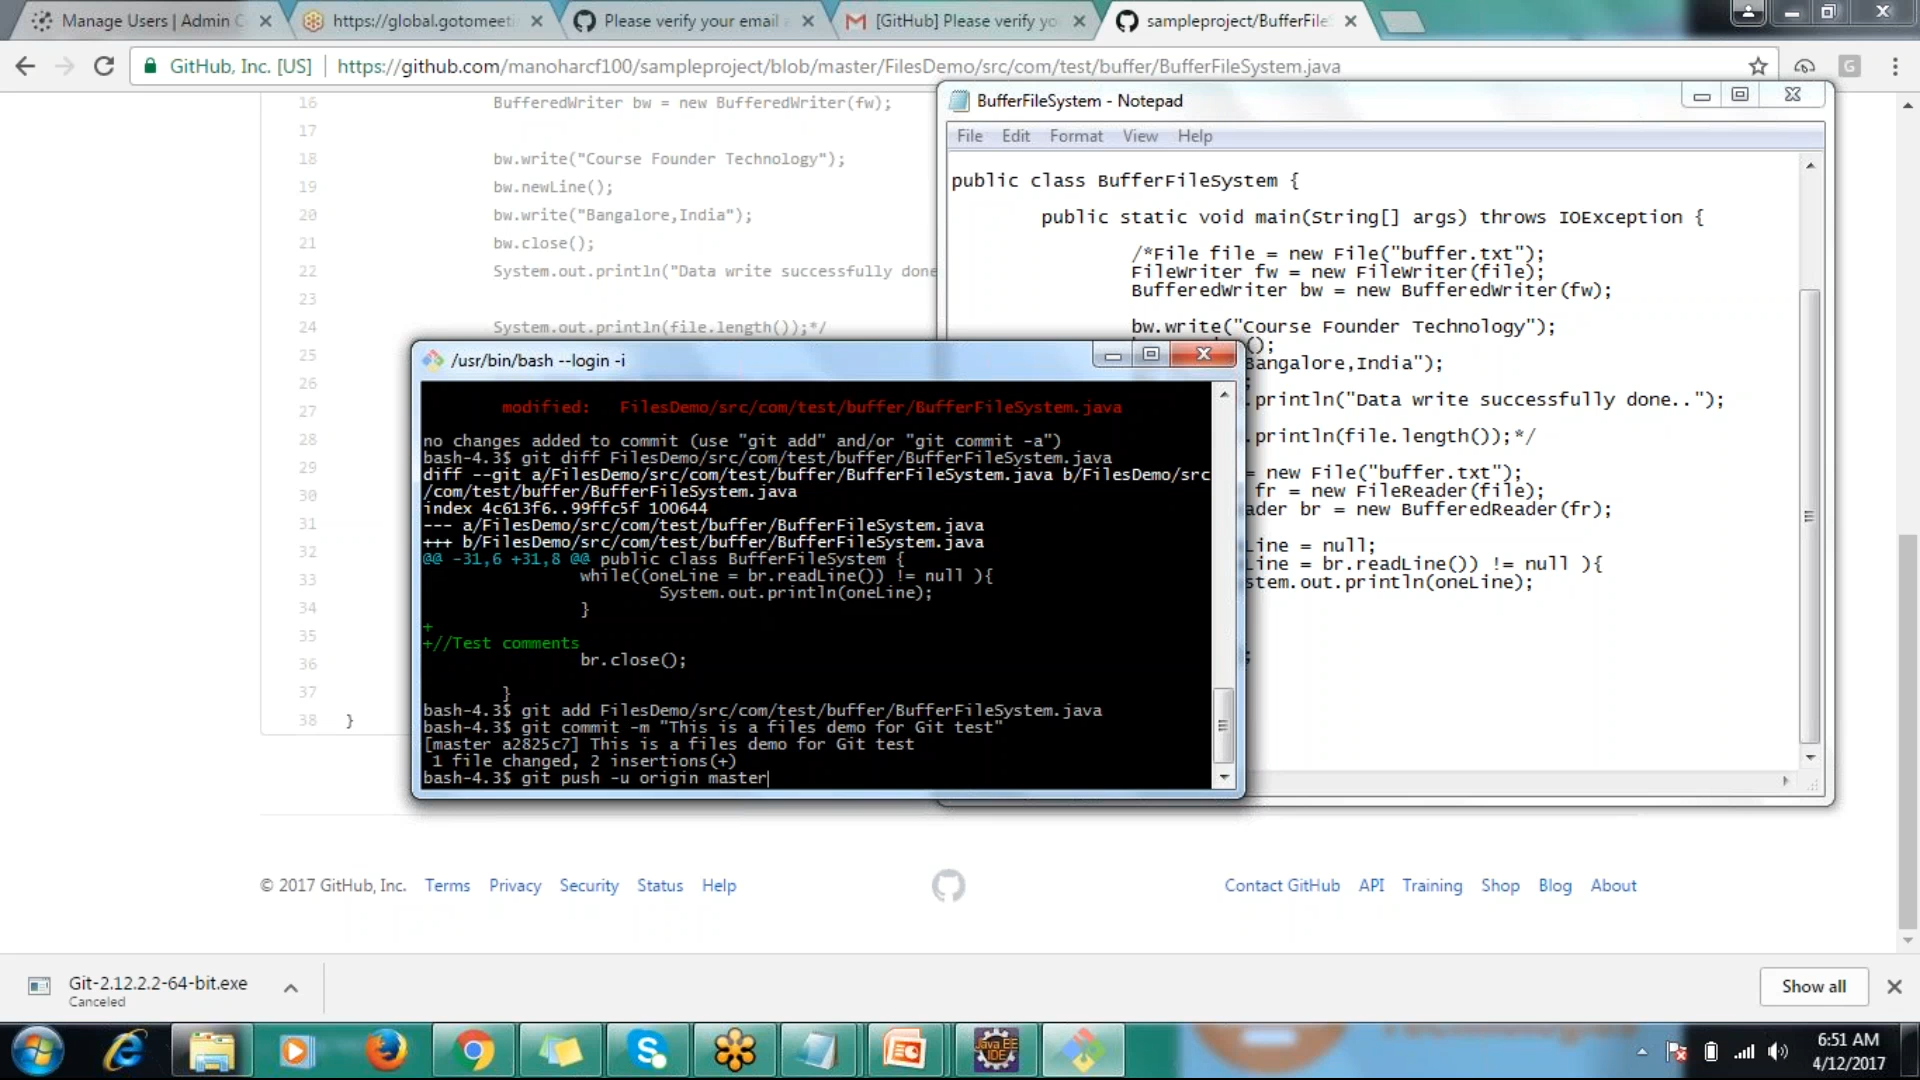 Manage Users | Admin C
https://global.gotomeeti
Please verify your email
[GitHub] Please verify yo
sampleproject/BufferFile
GitHub, Inc. [US]
https://github.com/manoharcf100/sampleproject/blob/master/FilesDemo/src/com/test/buffer/BufferFileSystem.java
16 BufferedWriter bw = new BufferedWriter(fw);
17
18 bw.write("Course Founder Technology");
19 bw.newLine();
20 bw.write("Bangalore,India");
21 bw.close();
22 System.out.println("Data write successfully done
23
24 System.out.println(file.length());*/
25
26
27
28
29
30
31
32
33
34
35
36
37
38 }
BufferFileSystem - Notepad
File Edit Format View Help
public class BufferFileSystem {
public static void main(String[] args) throws IOException {
/*File file = new File("buffer.txt");
FileWriter fw = new FileWriter(file);
BufferedWriter bw = new BufferedWriter(fw);
bw.write("Course Founder Technology");
();
Bangalore,India");
;
.println("Data write successfully done..");
.println(file.length());*/
= new File("buffer.txt");
fr = new FileReader(file);
ader br = new BufferedReader(fr);
Line = null;
Line = br.readLine()) != null ){
stem.out.println(oneLine);
;
/usr/bin/bash --login -i
modified: FilesDemo/src/com/test/buffer/BufferFileSystem.java
no changes added to commit (use "git add" and/or "git commit -a")
bash-4.3$ git diff FilesDemo/src/com/test/buffer/BufferFileSystem.java
diff --git a/FilesDemo/src/com/test/buffer/BufferFileSystem.java b/FilesDemo/src
/com/test/buffer/BufferFileSystem.java
index 4c613f6..99ffc5f 100644
--- a/FilesDemo/src/com/test/buffer/BufferFileSystem.java
+++ b/FilesDemo/src/com/test/buffer/BufferFileSystem.java
@@ -31,6 +31,8 @@ public class BufferFileSystem {
while((oneLine = br.readLine()) != null ){
System.out.println(oneLine);
}
+
+//Test comments
br.close();
}
bash-4.3$ git add FilesDemo/src/com/test/buffer/BufferFileSystem.java
bash-4.3$ git commit -m "This is a files demo for Git test"
[master a2825c7] This is a files demo for Git test
1 file changed, 2 insertions(+)
bash-4.3$ git push -u origin master
© 2017 GitHub, Inc. Terms Privacy Security Status Help
Contact GitHub API Training Shop Blog About
Git-2.12.2.2-64-bit.exe
Canceled
Show all
Java EE
IDE
6:51 AM
4/12/2017